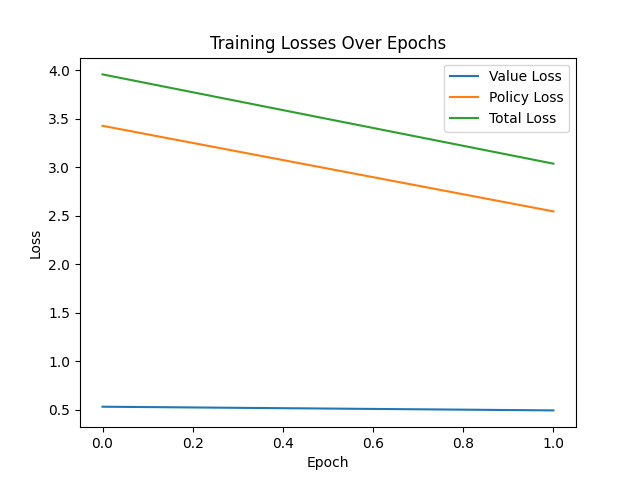 Training Losses Over Epochs
4.0
3.5
3.0
2.5
2.0
1.5
1.0
0.5
Loss
Value Loss
Policy Loss
Total Loss
0.0 0.2 0.4 0.6 0.8 1.0
Epoch